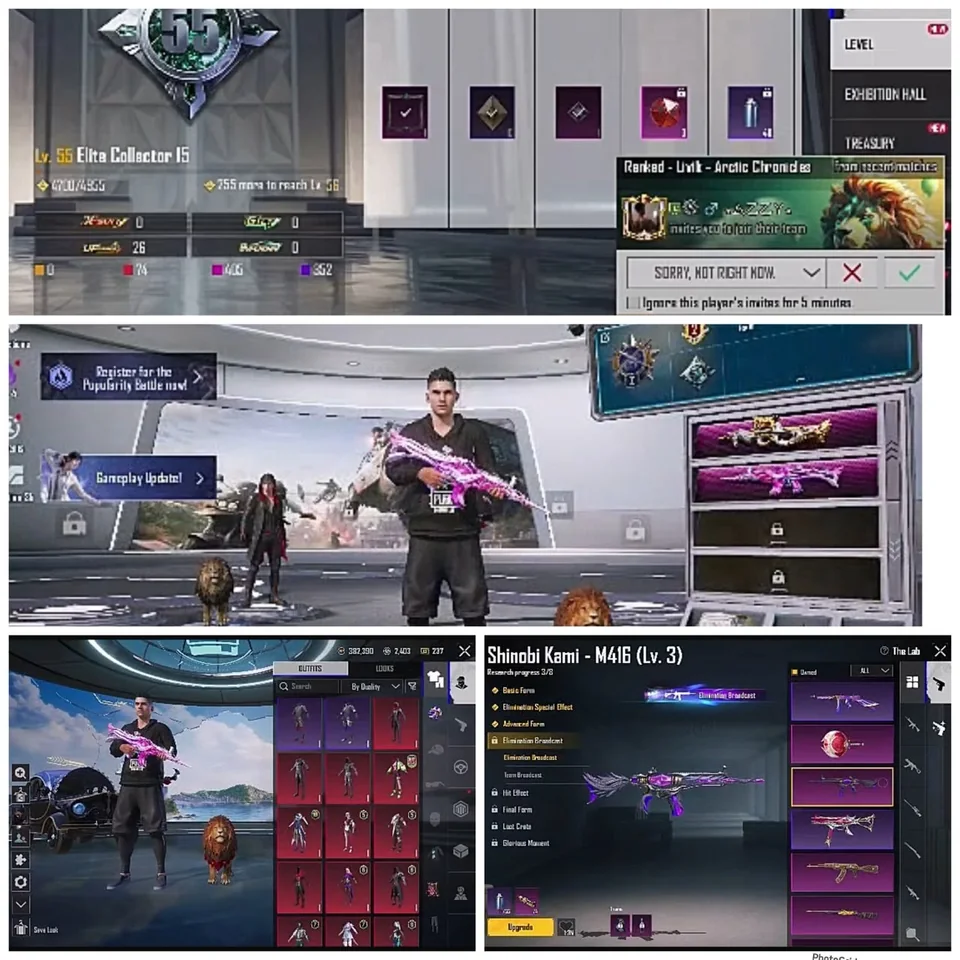 55
Lv. 55 Elite Collector 15
4700/4955
255 more to reach Lv. 56
0
0
26
0
0
74
405
352
LEVEL
EXHIBITION HALL
TREASURY
Ranked - Livik - Arctic Chronicles
From recent matches
invites you to join their team
SORRY, NOT RIGHT NOW.
Ignore this player's invites for 5 minutes
Register for the
Popularity Battle now!
Gameplay Update!
PUBG
382,390
2,403
237
OUTFITS
LOOKS
Search
By Quality
Save Look
Shinobi Kami - M416 (Lv. 3)
The Lab
Research progress 3/8
Basic Form
Elimination Special Effect
Advanced Form
Elimination Broadcast
Elimination Broadcast
Team Broadcast
Hit Effect
Final Form
Loot Crate
Glorious Moment
Upgrade
Eliminating Broadcast
Owned
ALL